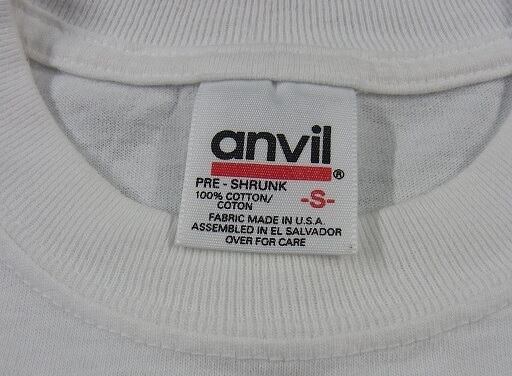 anvil®
PRE-SHRUNK
100% COTTON/
COTON
-S-
FABRIC MADE IN U.S.A.
ASSEMBLED IN EL SALVADOR
OVER FOR CARE